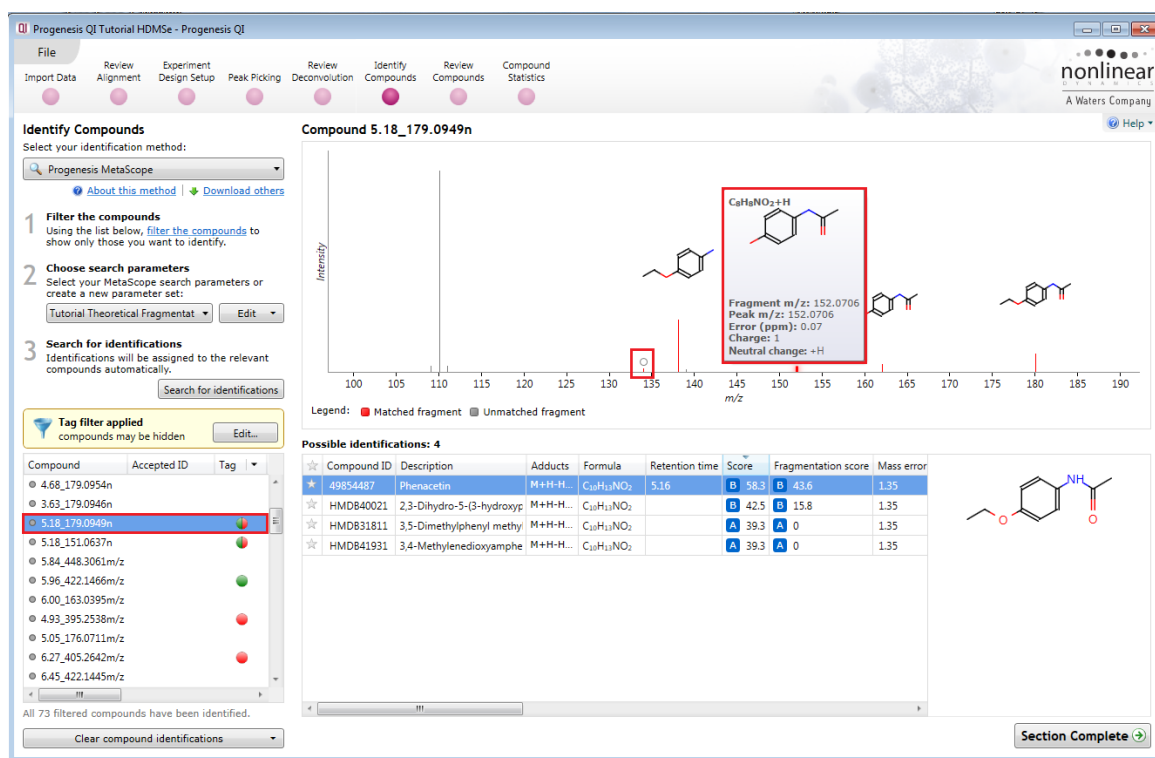 Progenesis QI Tutorial HDMSe - Progenesis QI
File
Import Data
Review Alignment
Experiment Design Setup
Peak Picking
Review Deconvolution
Identify Compounds
Review Compounds
Compound Statistics
nonlinear
DYNAMICS
A Waters Company
Help
Identify Compounds
Select your identification method:
Progenesis MetaScope
About this method | Download others
1 Filter the compounds
Using the list below, filter the compounds to
show only those you want to identify.
2 Choose search parameters
Select your MetaScope search parameters or
create a new parameter set:
Tutorial Theoretical Fragmentat Edit
3 Search for identifications
Identifications will be assigned to the relevant
compounds automatically.
Search for identifications
Tag filter applied
compounds may be hidden
Edit...
Compound Accepted ID Tag
4.68_179.0954n
3.63_179.0946n
5.18_179.0949n
5.18_151.0637n
5.84_448.3061m/z
5.96_422.1466m/z
6.00_163.0395m/z
4.93_395.2538m/z
5.05_176.0711m/z
6.27_405.2642m/z
6.45_422.1445m/z
All 73 filtered compounds have been identified.
Clear compound identifications
Compound 5.18_179.0949n
Intensity
C₈H₈NO₂+H
Fragment m/z: 152.0706
Peak m/z: 152.0706
Error (ppm): 0.07
Charge: 1
Neutral change: +H
100 105 110 115 120 125 130 135 140 145 150 155 160 165 170 175 180 185 190
m/z
Legend: Matched fragment Unmatched fragment
Possible identifications: 4
Compound ID Description Adducts Formula Retention time Score Fragmentation score Mass error
49854487 Phenacetin M+H-H... C₁₀H₁₃NO₂ 5.16 B 58.3 B 43.6 1.35
HMDB40021 2,3-Dihydro-5-(3-hydroxyp M+H-H... C₁₀H₁₃NO₂ B 42.5 B 15.8 1.35
HMDB31811 3,5-Dimethylphenyl methyl M+H-H... C₁₀H₁₃NO₂ A 39.3 A 0 1.35
HMDB41931 3,4-Methylenedioxyamphe M+H-H... C₁₀H₁₃NO₂ A 39.3 A 0 1.35
NH
O
O
Section Complete